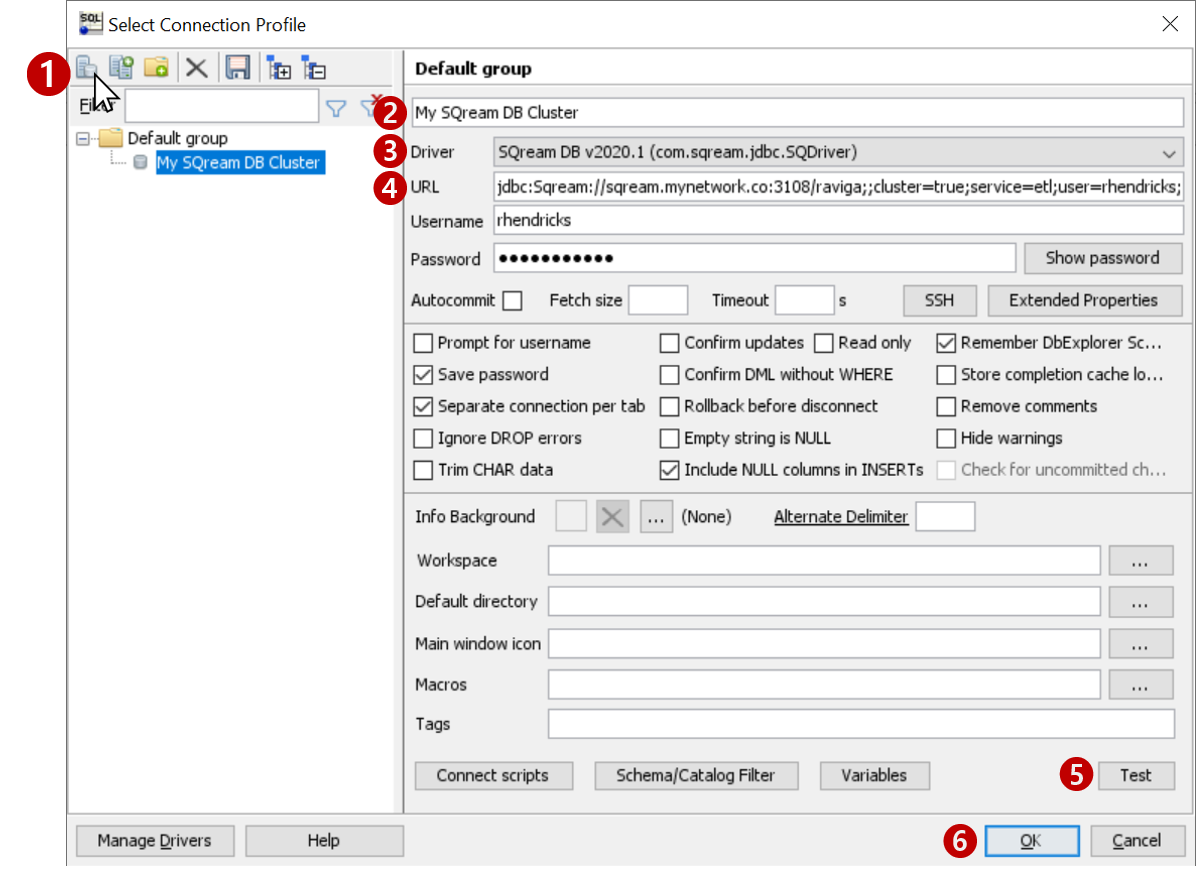 SQL Select Connection Profile
1
Filter
Default group
My SQream DB Cluster
Default group
2 My SQream DB Cluster
3 Driver SQream DB v2020.1 (com.sqream.jdbc.SQDriver)
4 URL jdbc:Sqream://sqream.mynetwork.co:3108/raviga;;cluster=true;service=etl;user=rhendricks;
Username rhendricks
Password ●●●●●●●●●●● Show password
Autocommit Fetch size Timeout s SSH Extended Properties
Prompt for username Confirm updates Read only Remember DbExplorer Sc...
Save password Confirm DML without WHERE Store completion cache lo...
Separate connection per tab Rollback before disconnect Remove comments
Ignore DROP errors Empty string is NULL Hide warnings
Trim CHAR data Include NULL columns in INSERTs Check for uncommitted ch...
Info Background ... (None) Alternate Delimiter
Workspace ...
Default directory ...
Main window icon ...
Macros ...
Tags
Connect scripts Schema/Catalog Filter Variables 5 Test
Manage Drivers Help 6 OK Cancel